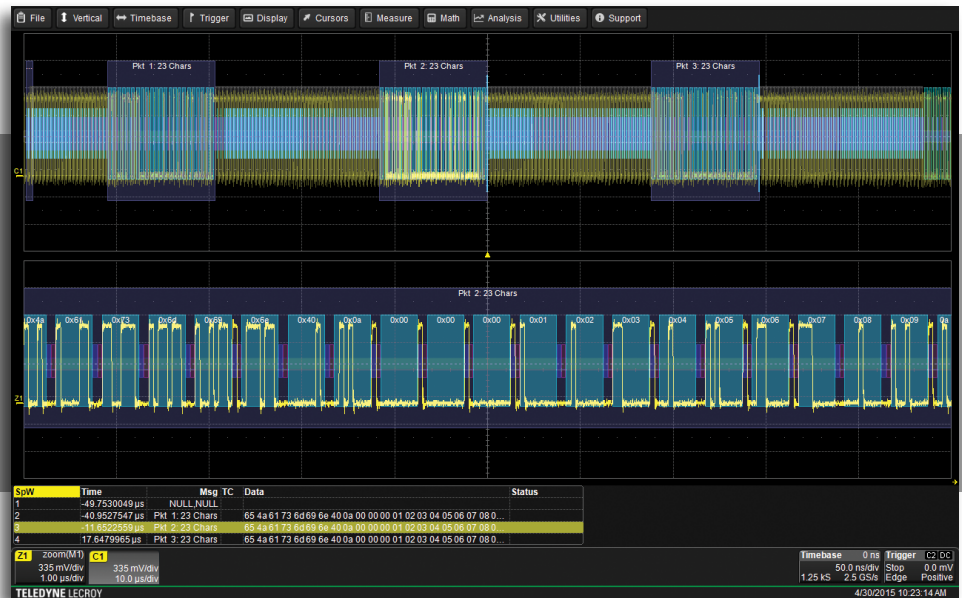 File Vertical Timebase Trigger Display Cursors Measure Math Analysis Utilities Support
Pkt 1: 23 Chars Pkt 2: 23 Chars Pkt 3: 23 Chars
C1
Pkt 2: 23 Chars
0x4a 0x61 0x73 0x6d 0x69 0x6e 0x40 0x0a 0x00 0x00 0x00 0x01 0x02 0x03 0x04 0x05 0x06 0x07 0x08 0x09 0a
Z1
SpW Time Msg TC Data Status
1 -49.7530049 µs NULL,NULL
2 -40.9527547 µs Pkt 1: 23 Chars 65 4a 61 73 6d 69 6e 40 0a 00 00 00 01 02 03 04 05 06 07 08 0...
3 -11.6522559 µs Pkt 2: 23 Chars 65 4a 61 73 6d 69 6e 40 0a 00 00 00 01 02 03 04 05 06 07 08 0...
4 17.6479965 µs Pkt 3: 23 Chars 65 4a 61 73 6d 69 6e 40 0a 00 00 00 01 02 03 04 05 06 07 08 0...
Z1 zoom(M1) C1 Timebase 0 ns Trigger C2 DC
335 mV/div 335 mV/div 50.0 ns/div Stop 0.0 mV
1.00 µs/div 10.0 µs/div 1.25 kS 2.5 GS/s Edge Positive
TELEDYNE LECROY 4/30/2015 10:23:14 AM